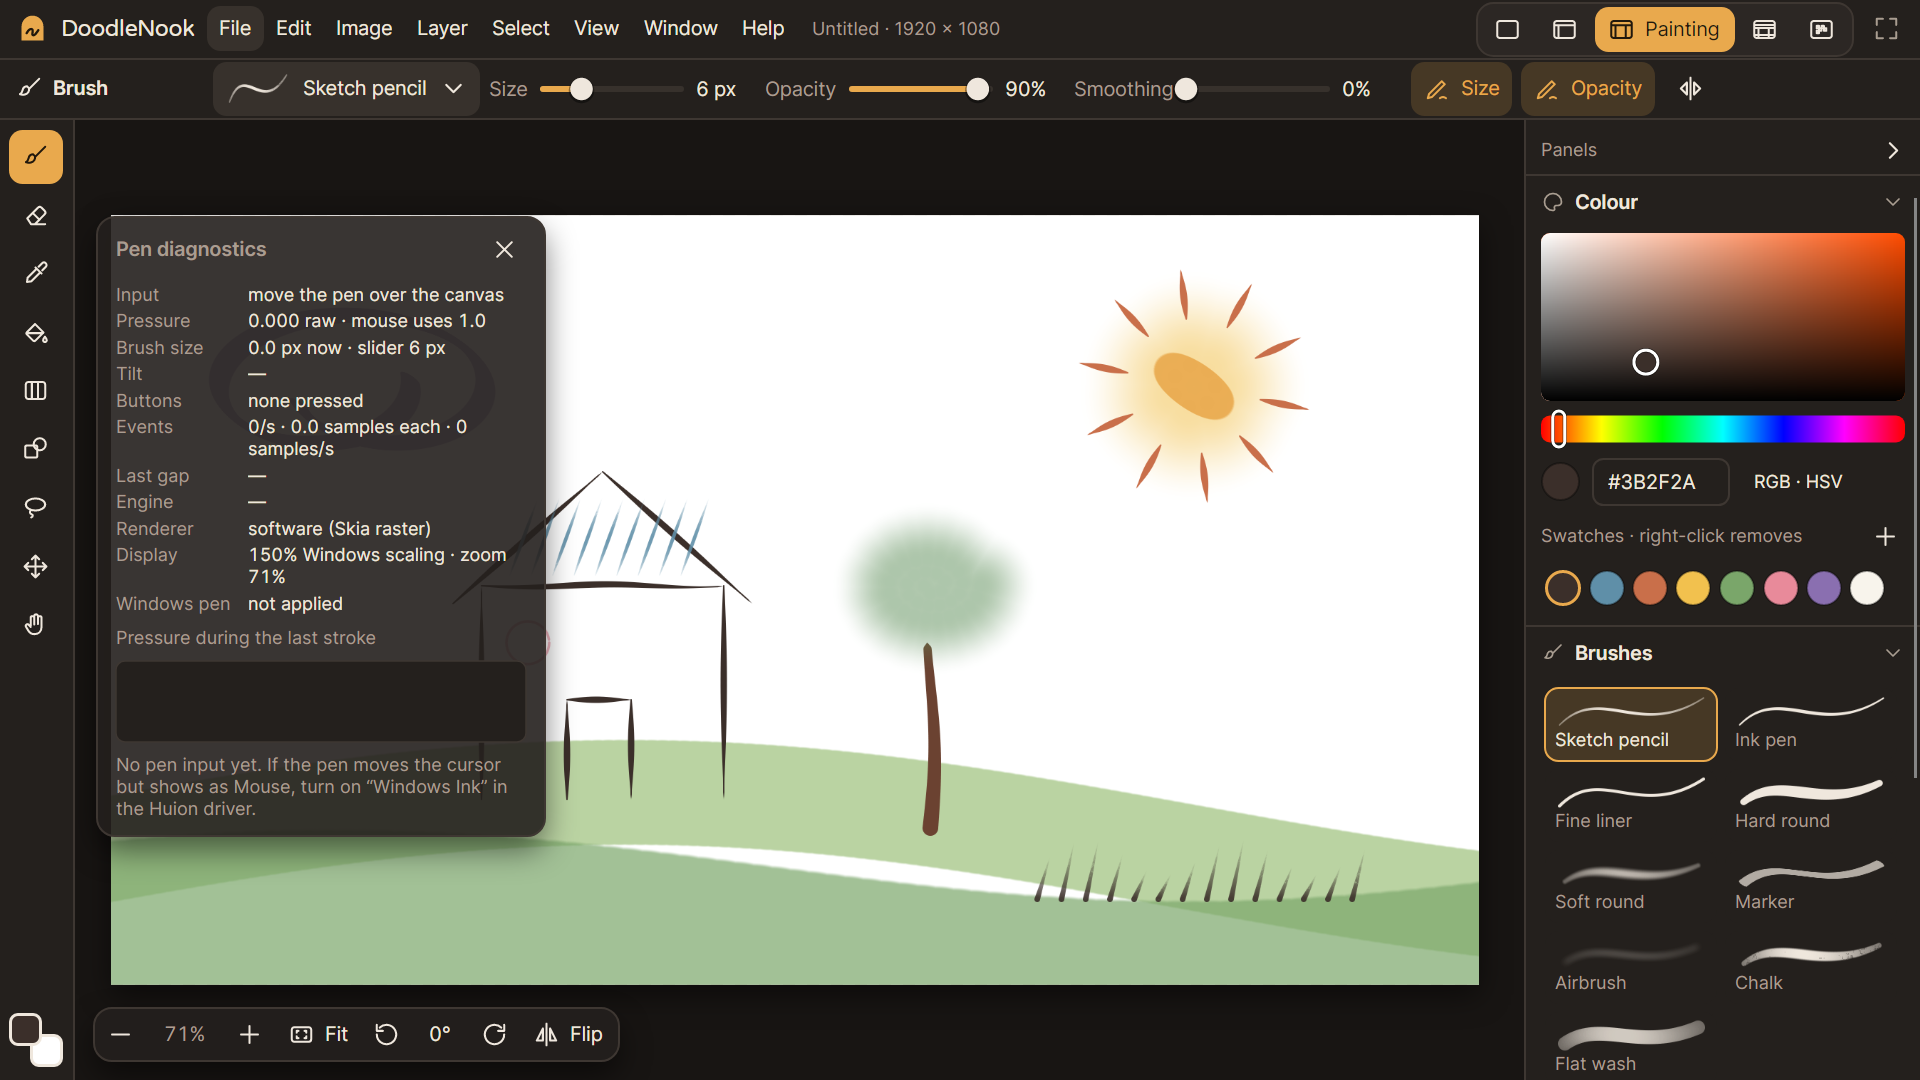 DoodleNook File Edit Image Layer Select View Window Help Untitled · 1920 × 1080 Painting
Brush Sketch pencil Size 6 px Opacity 90% Smoothing 0% Size Opacity
Panels
Colour
#3B2F2A RGB · HSV
Swatches · right-click removes
Brushes
Sketch pencil Ink pen
Fine liner Hard round
Soft round Marker
Airbrush Chalk
Flat wash
Pen diagnostics
Input move the pen over the canvas
Pressure 0.000 raw · mouse uses 1.0
Brush size 0.0 px now · slider 6 px
Tilt —
Buttons none pressed
Events 0/s · 0.0 samples each · 0
samples/s
Last gap —
Engine —
Renderer software (Skia raster)
Display 150% Windows scaling · zoom
71%
Windows pen not applied
Pressure during the last stroke
No pen input yet. If the pen moves the cursor
but shows as Mouse, turn on “Windows Ink” in
the Huion driver.
71% Fit 0° Flip